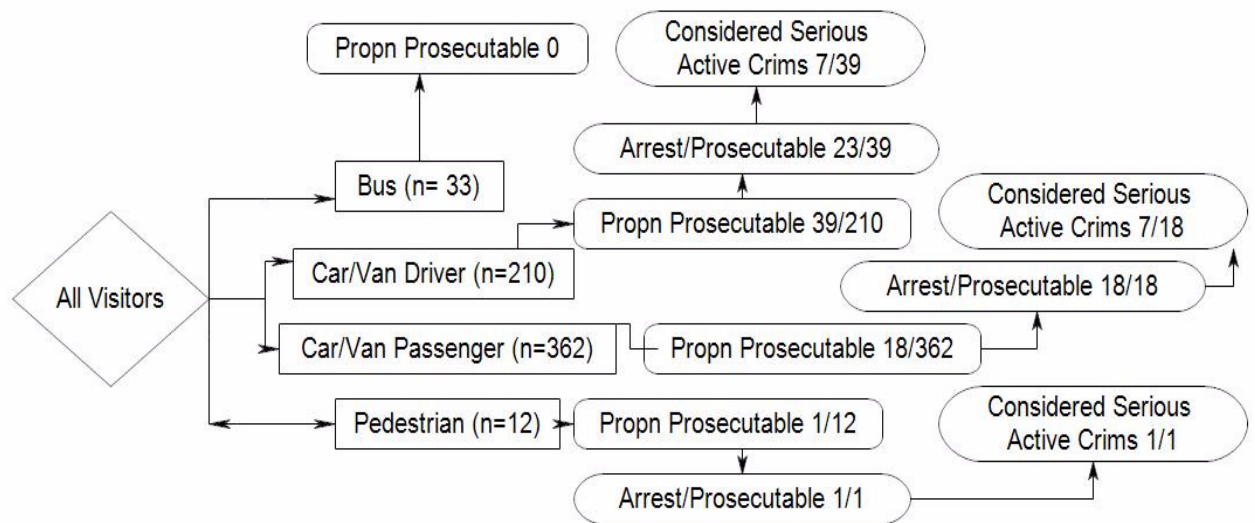 Propn Prosecutable 0
Considered Serious
Active Crims 7/39
Arrest/Prosecutable 23/39
Bus (n= 33)
Propn Prosecutable 39/210
Considered Serious
Active Crims 7/18
Car/Van Driver (n=210)
Arrest/Prosecutable 18/18
All Visitors
Car/Van Passenger (n=362)
Propn Prosecutable 18/362
Pedestrian (n=12)
Propn Prosecutable 1/12
Considered Serious
Active Crims 1/1
Arrest/Prosecutable 1/1